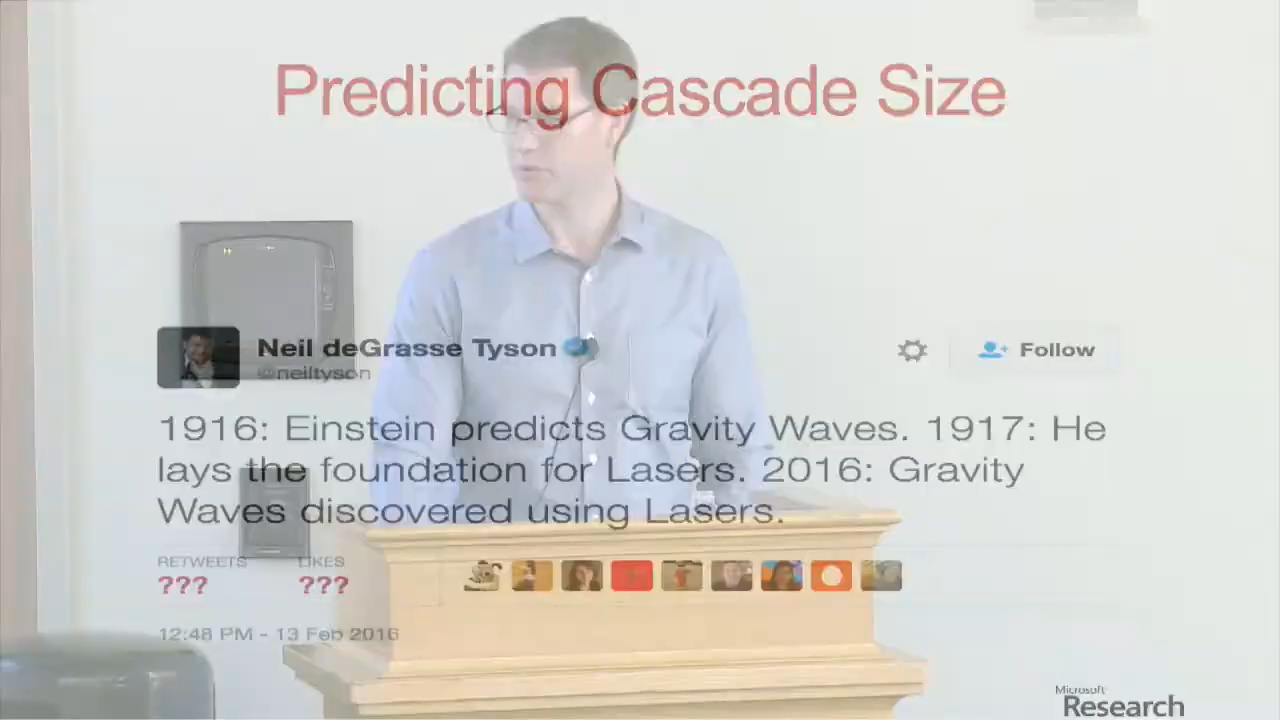 Predicting Cascade Size
Neil deGrasse Tyson
@neiltyson
Follow
1916: Einstein predicts Gravity Waves. 1917: He
lays the foundation for Lasers. 2016: Gravity
Waves discovered using Lasers.
RETWEETS LIKES
??? ???
12:48 PM - 13 Feb 2016
Microsoft
Research